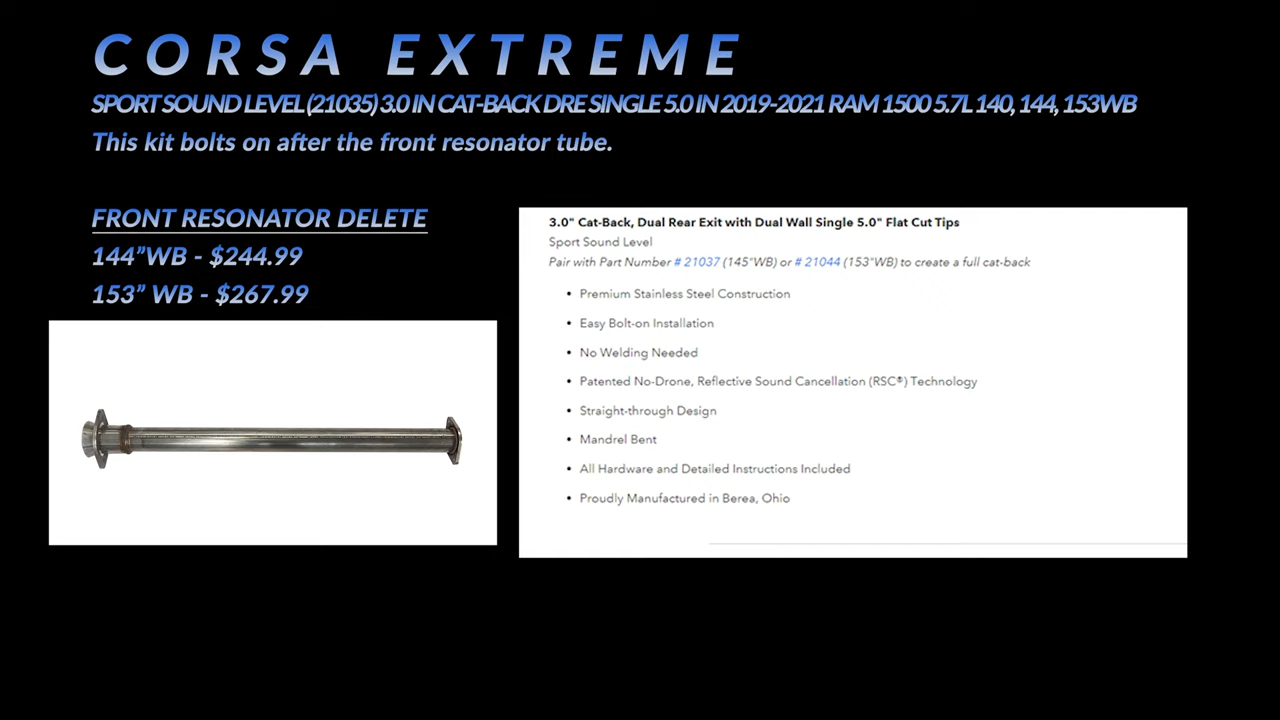 CORSA EXTREME
SPORT SOUND LEVEL (21035) 3.0 IN CAT-BACK DRE SINGLE 5.0 IN 2019-2021 RAM 1500 5.7L 140, 144, 153WB
This kit bolts on after the front resonator tube.
FRONT RESONATOR DELETE
144”WB - $244.99
153” WB - $267.99
3.0" Cat-Back, Dual Rear Exit with Dual Wall Single 5.0" Flat Cut Tips
Sport Sound Level
Pair with Part Number # 21037 (145"WB) or # 21044 (153"WB) to create a full cat-back
• Premium Stainless Steel Construction
• Easy Bolt-on Installation
• No Welding Needed
• Patented No-Drone, Reflective Sound Cancellation (RSC®) Technology
• Straight-through Design
• Mandrel Bent
• All Hardware and Detailed Instructions Included
• Proudly Manufactured in Berea, Ohio